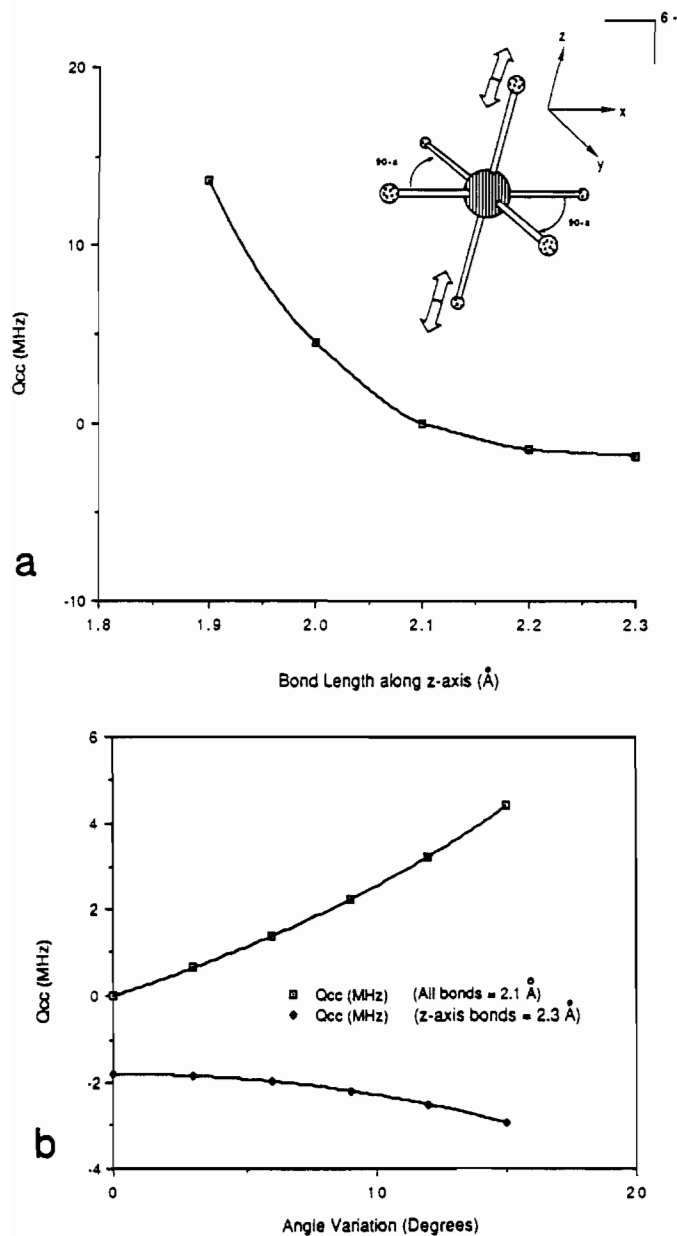 6-
20
10
0
-10
Qcc (MHz)
z
x
y
90-a
90-a
a
1.8
1.9
2.0
2.1
2.2
2.3
Bond Length along z-axis (Å)
6
4
2
0
-2
-4
Qcc (MHz)
Qcc (MHz) (All bonds = 2.1 Å)
Qcc (MHz) (z-axis bonds = 2.3 Å)
b
0
10
20
Angle Variation (Degrees)